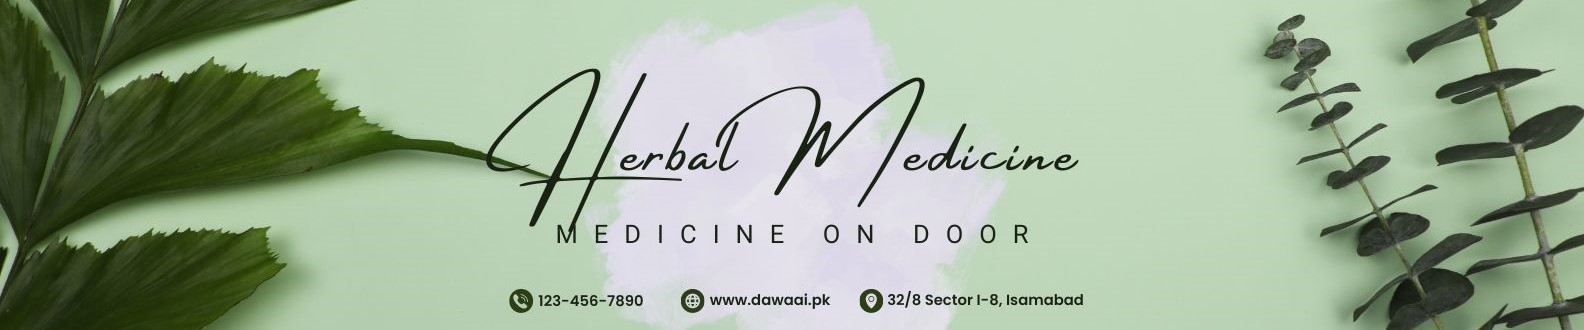 Herbal Medicine
MEDICINE ON DOOR
123-456-7890 www.dawaai.pk 32/8 Sector I-8, Isamabad